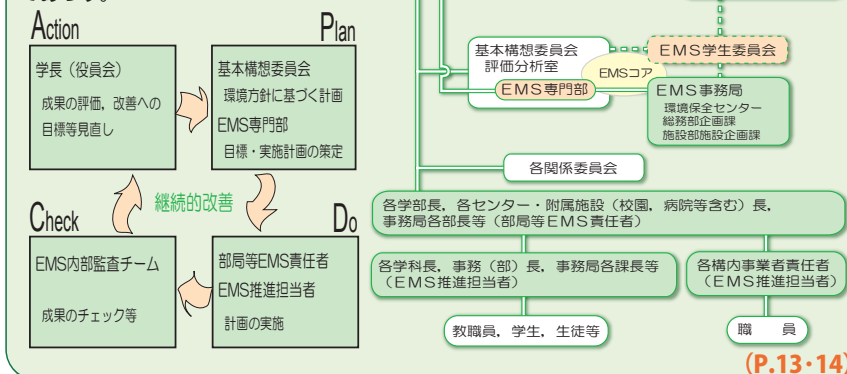 Action
学長（役員会）
成果の評価，改善への
目標等見直し
Plan
基本構想委員会
環境方針に基づく計画
EMS専門部
目標・実施計画の策定
継続的改善
Check
EMS内部監査チーム
成果のチェック等
Do
部局等EMS責任者
EMS推進担当者
計画の実施
基本構想委員会
評価分析室
EMS専門部
EMSコア
EMS学生委員会
EMS事務局
環境保全センター
総務部企画課
施設部施設企画課
各関係委員会
各学部長，各センター・附属施設（校園，病院等含む）長，
事務局各部長等（部局等EMS責任者）
各学科長，事務（部）長，事務局各課長等
（EMS推進担当者）
各構内事業者責任者
（EMS推進担当者）
教職員，学生，生徒等
職　員
(P.13・14)